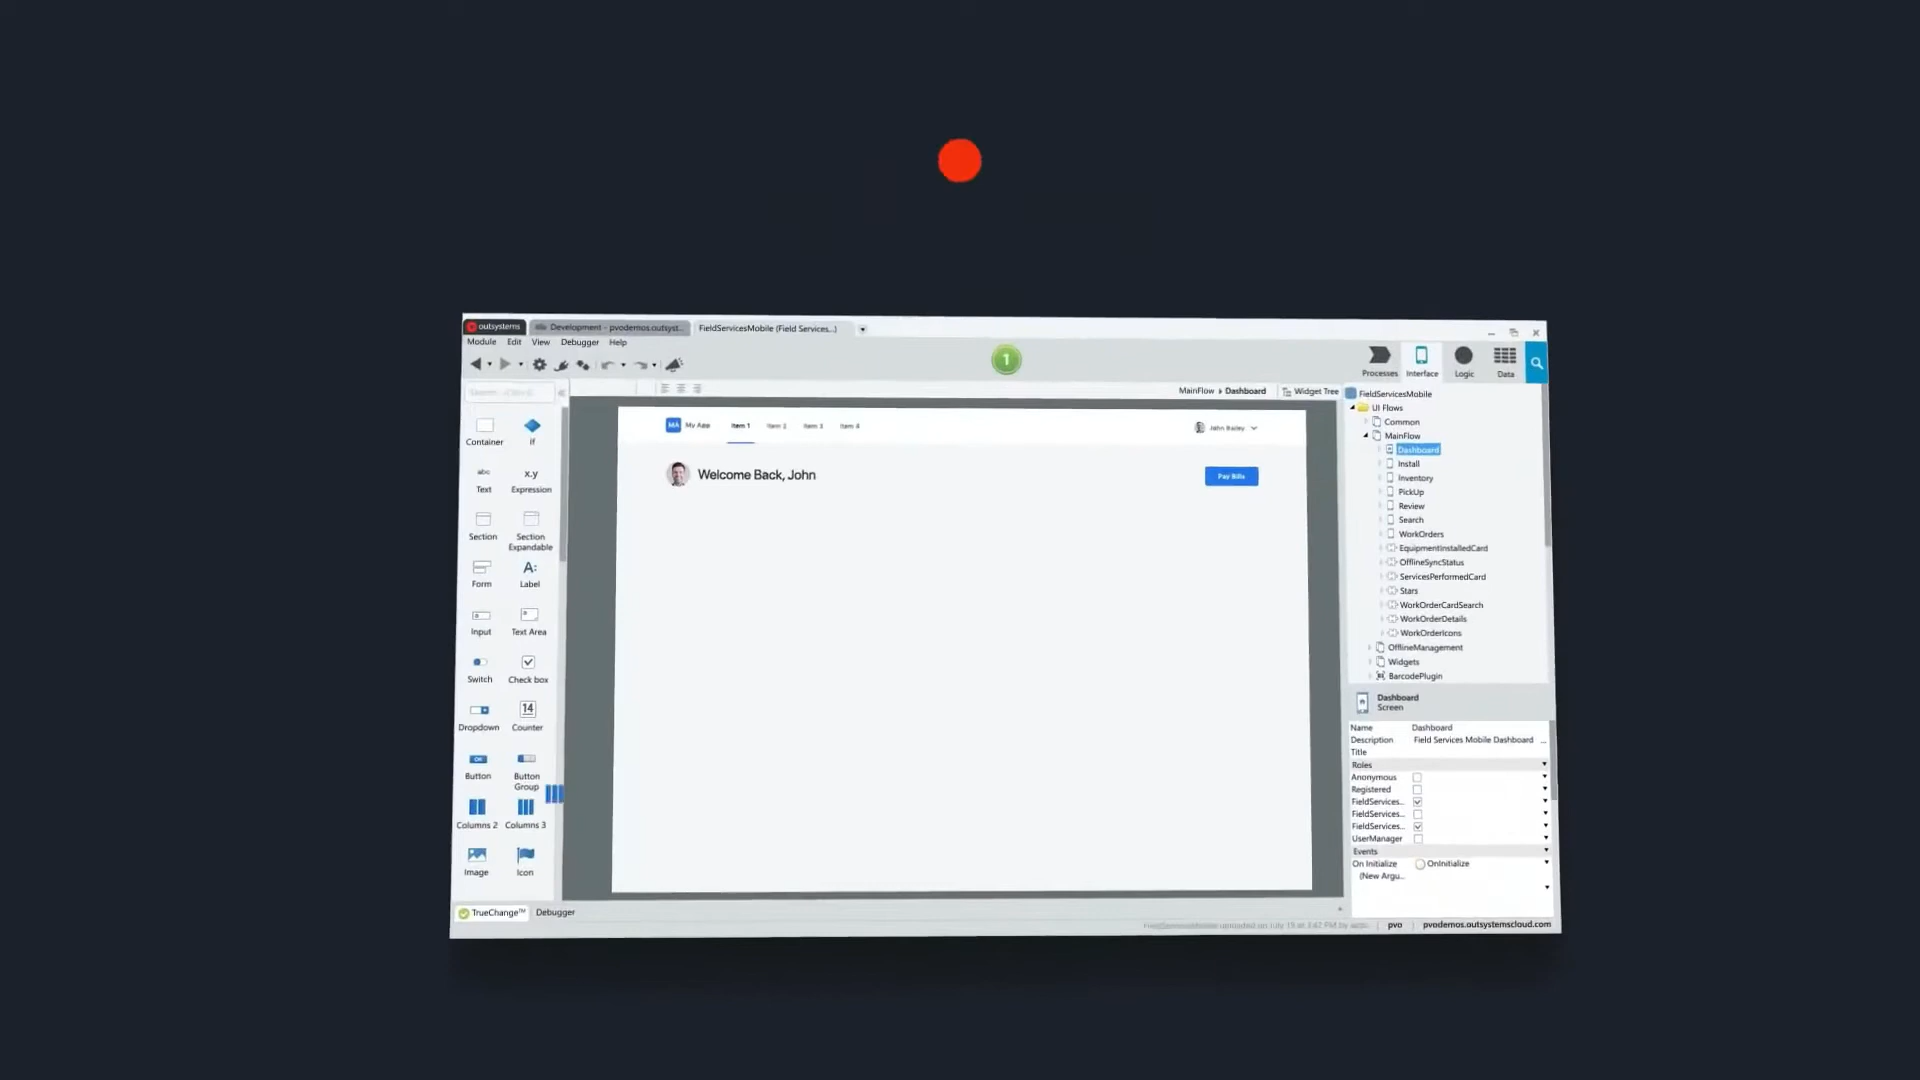 outsystems
Development - pvodemos.outsyst...
FieldServicesMobile (Field Services...)
Module Edit View Debugger Help
1
Processes Interface Logic Data
MainFlow ▸ Dashboard
Widget Tree
Container If
abc x.y
Text Expression
Section Section Expandable
A:
Form Label
Input Text Area
Switch Check box
14
Dropdown Counter
OK
Button Button Group
Columns 2 Columns 3
Image Icon
MA My App Item 1 Item 2 Item 3 Item 4
John Bailey
Welcome Back, John
Pay Bills
FieldServicesMobile
UI Flows
Common
MainFlow
Dashboard
Install
Inventory
PickUp
Review
Search
WorkOrders
EquipmentInstalledCard
OfflineSyncStatus
ServicesPerformedCard
Stars
WorkOrderCardSearch
WorkOrderDetails
WorkOrderIcons
OfflineManagement
Widgets
BarcodePlugin
Dashboard
Screen
Name Dashboard
Description Field Services Mobile Dashboard ...
Title
Roles
Anonymous
Registered
FieldServices...
FieldServices...
FieldServices...
UserManager
Events
On Initialize OnInitialize
(New Argu...
TrueChange™ Debugger
pvo
pvodemos.outsystemscloud.com